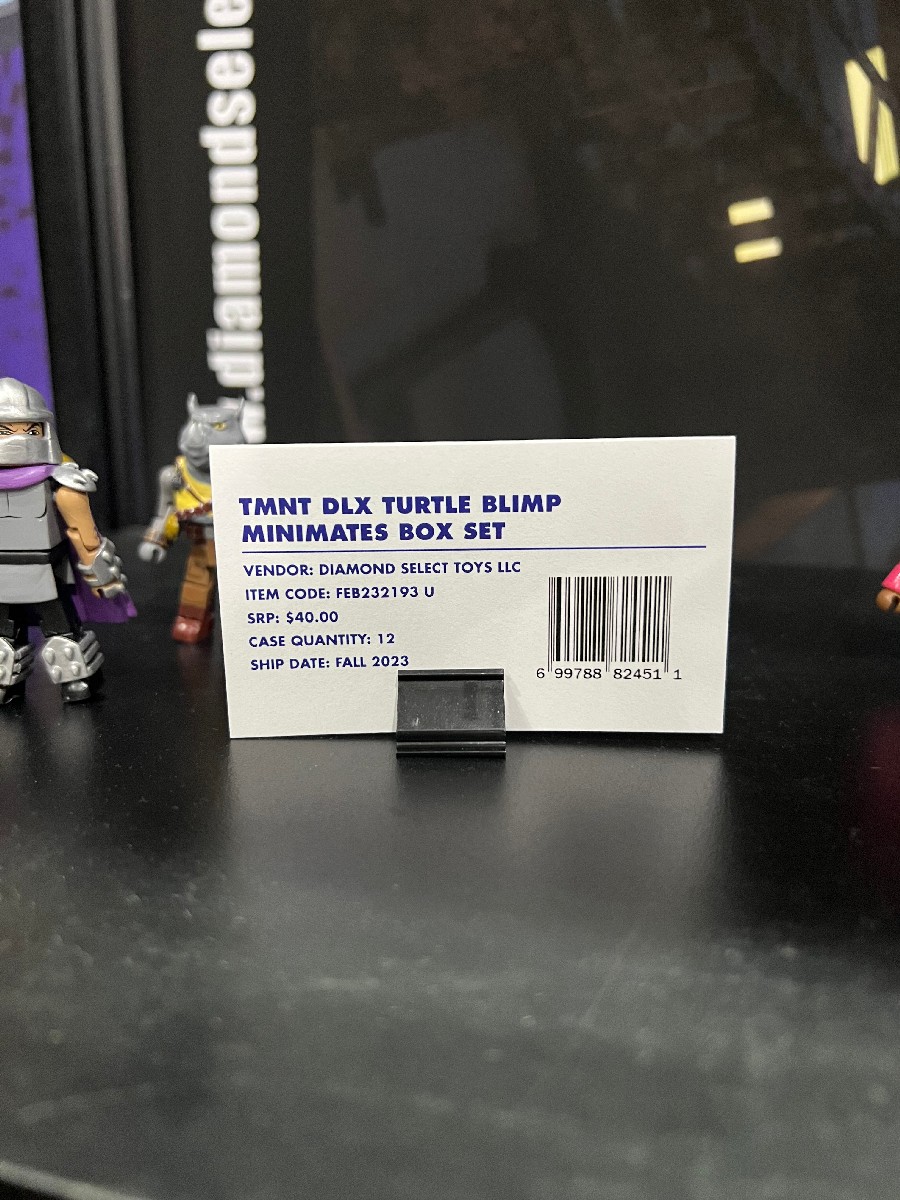 .diamondsele
TMNT DLX TURTLE BLIMP
MINIMATES BOX SET
VENDOR: DIAMOND SELECT TOYS LLC
ITEM CODE: FEB232193 U
SRP: $40.00
CASE QUANTITY: 12
SHIP DATE: FALL 2023
6 99788 82451 1